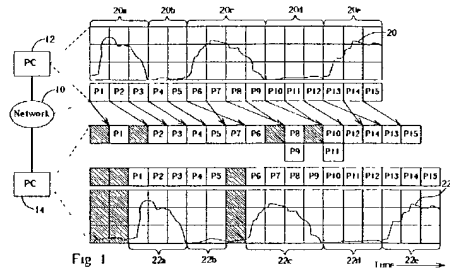 20a 20b 20c 20d 20e
12
20
PC
P1 P2 P3 P4 P5 P6 P7 P8 P9 P10 P11 P12 P13 P14 P15
10
Network
P1 P2 P3 P4 P5 P7 P6 P8 P10 P12 P13 P14 P15
P9 P11
PC
14
P1 P2 P3 P4 P5 P6 P7 P8 P9 P10 P11 P12 P13 P14 P15
22
Fig 1
22a 22b 22c 22d 22e
Time